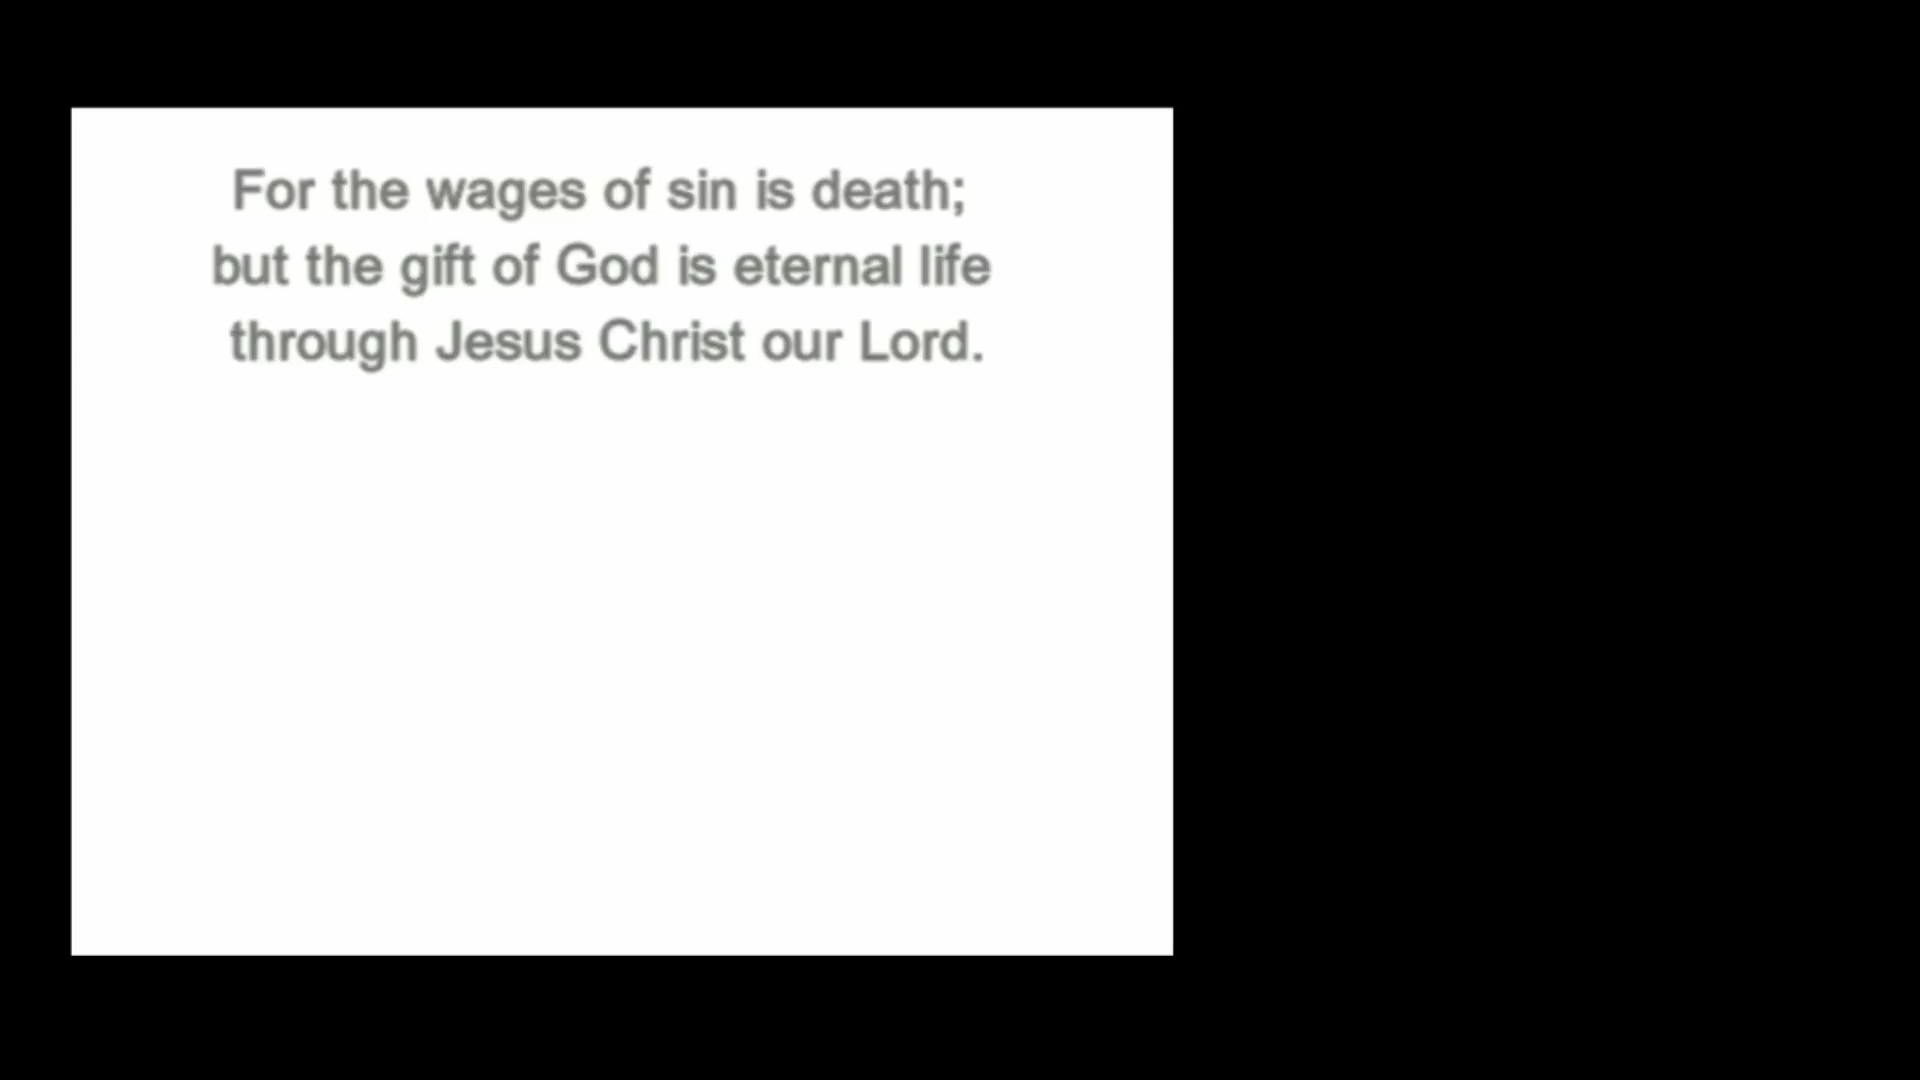 For the wages of sin is death;
but the gift of God is eternal life
through Jesus Christ our Lord.